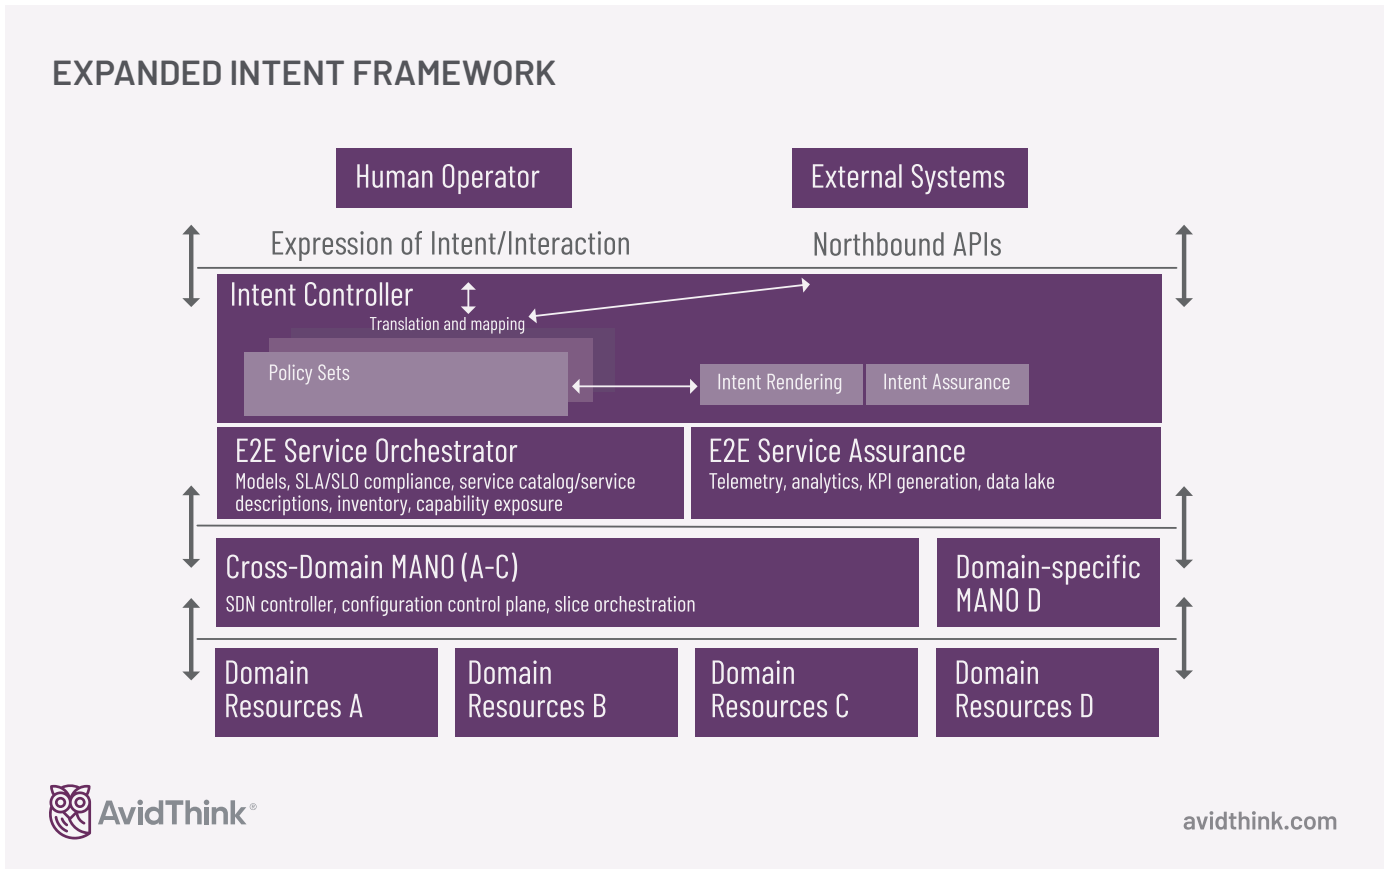 EXPANDED INTENT FRAMEWORK
Human Operator
External Systems
Expression of Intent/Interaction
Northbound APIs
Intent Controller
Translation and mapping
Policy Sets
Intent Rendering
Intent Assurance
E2E Service Orchestrator
Models, SLA/SLO compliance, service catalog/service
descriptions, inventory, capability exposure
E2E Service Assurance
Telemetry, analytics, KPI generation, data lake
Cross-Domain MANO (A-C)
SDN controller, configuration control plane, slice orchestration
Domain-specific
MANO D
Domain
Resources A
Domain
Resources B
Domain
Resources C
Domain
Resources D
AvidThink®
avidthink.com